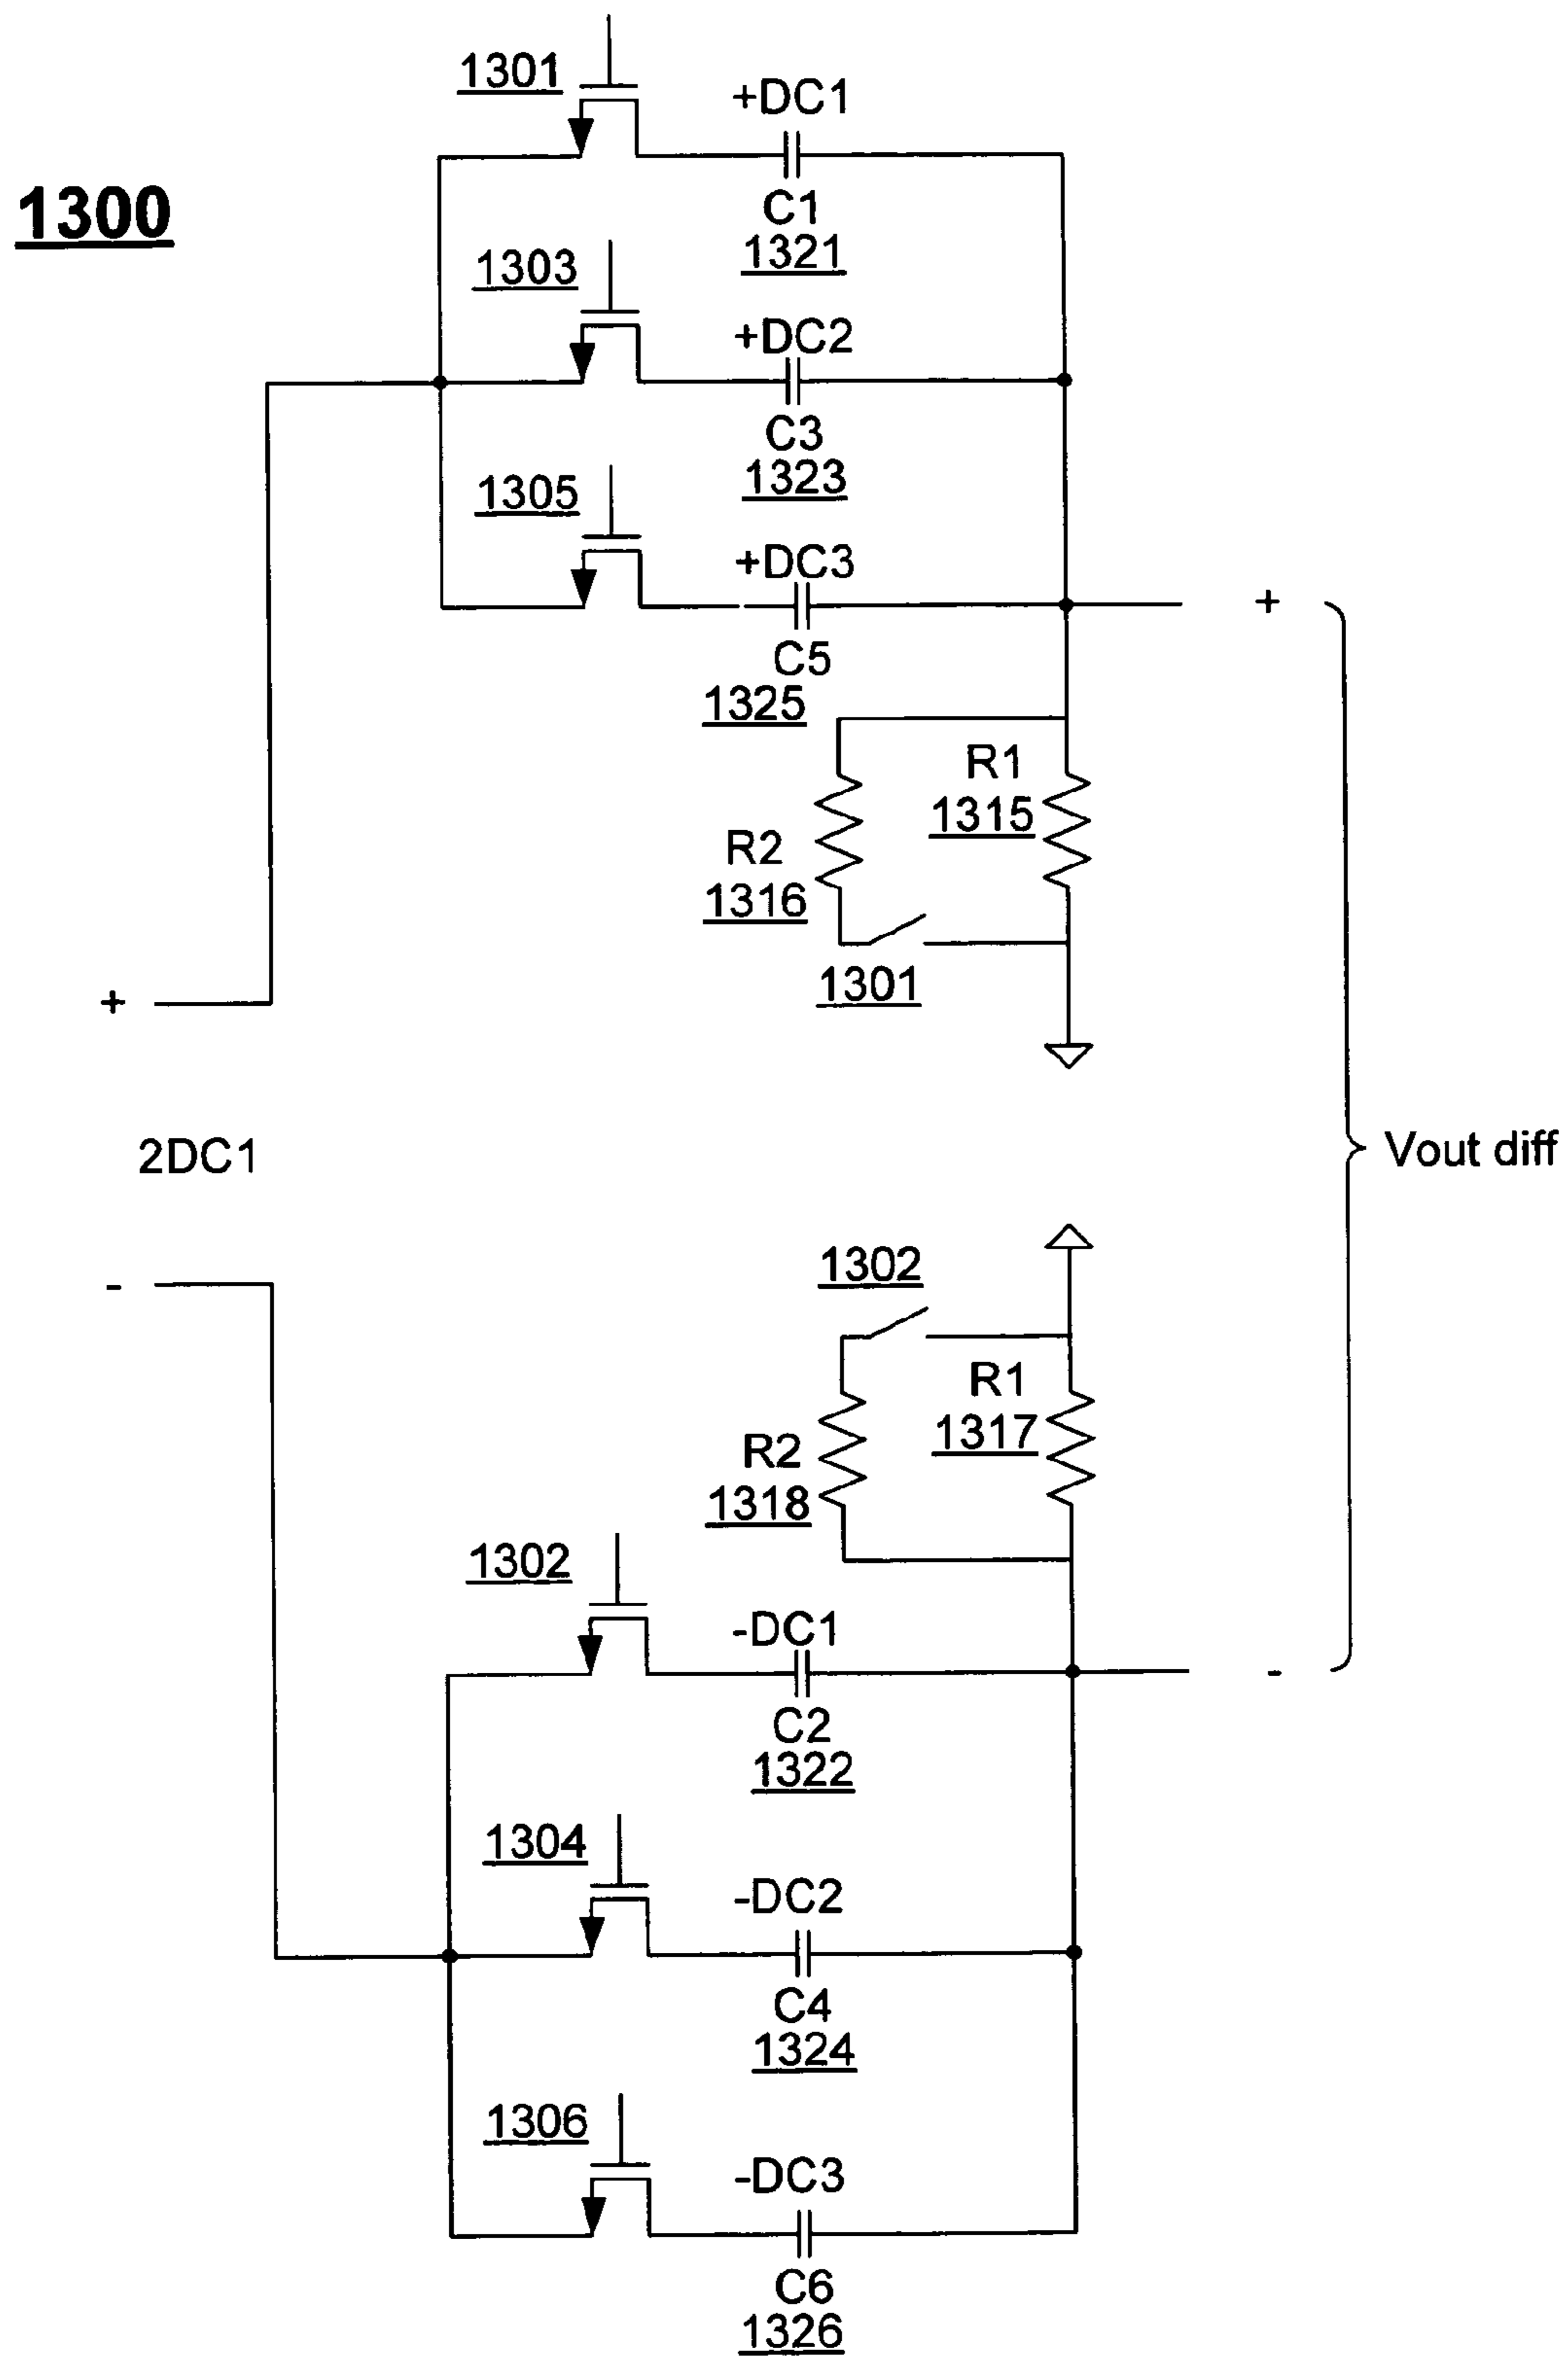 1301
+DC1
1300
C1
1321
1303
+DC2
C3
1323
1305
+DC3
+
C5
1325
R1
1315
R2
1316
1301
+
2DC1
Vout diff
-
1302
R1
1317
R2
1318
1302
-DC1
-
C2
1322
1304
-DC2
C4
1324
1306
-DC3
C6
1326